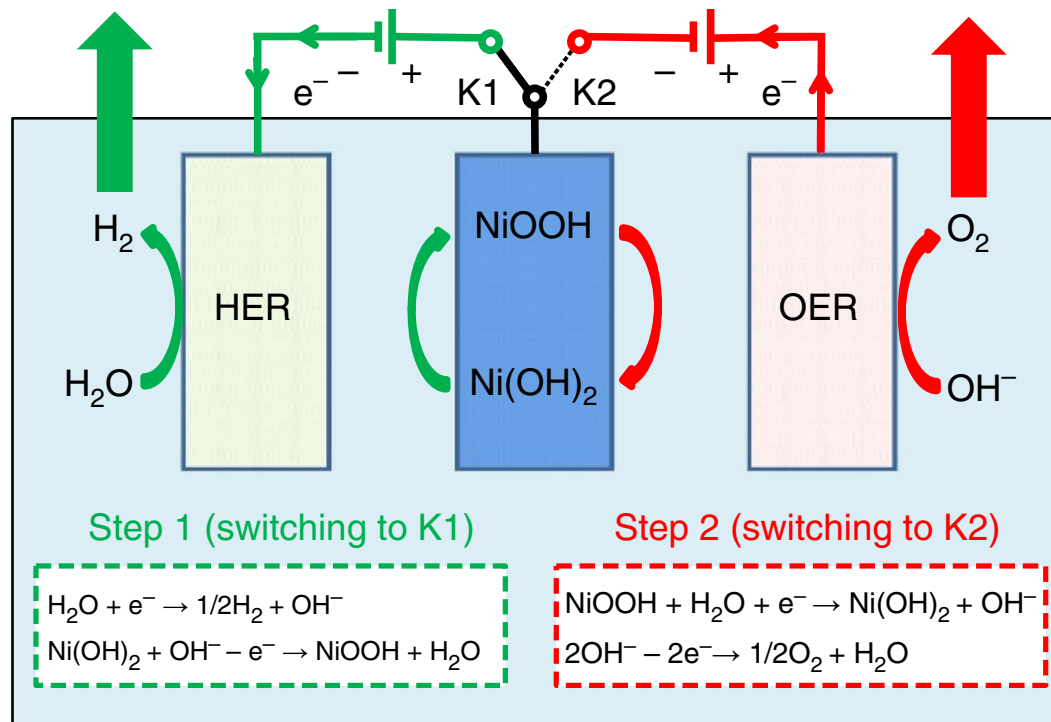 e⁻ − + K1 K2 − + e⁻
H₂ NiOOH O₂
HER OER
H₂O Ni(OH)₂ OH⁻
Step 1 (switching to K1)
H₂O + e⁻ → 1/2H₂ + OH⁻
Ni(OH)₂ + OH⁻ – e⁻ → NiOOH + H₂O
Step 2 (switching to K2)
NiOOH + H₂O + e⁻ → Ni(OH)₂ + OH⁻
2OH⁻ – 2e⁻→ 1/2O₂ + H₂O